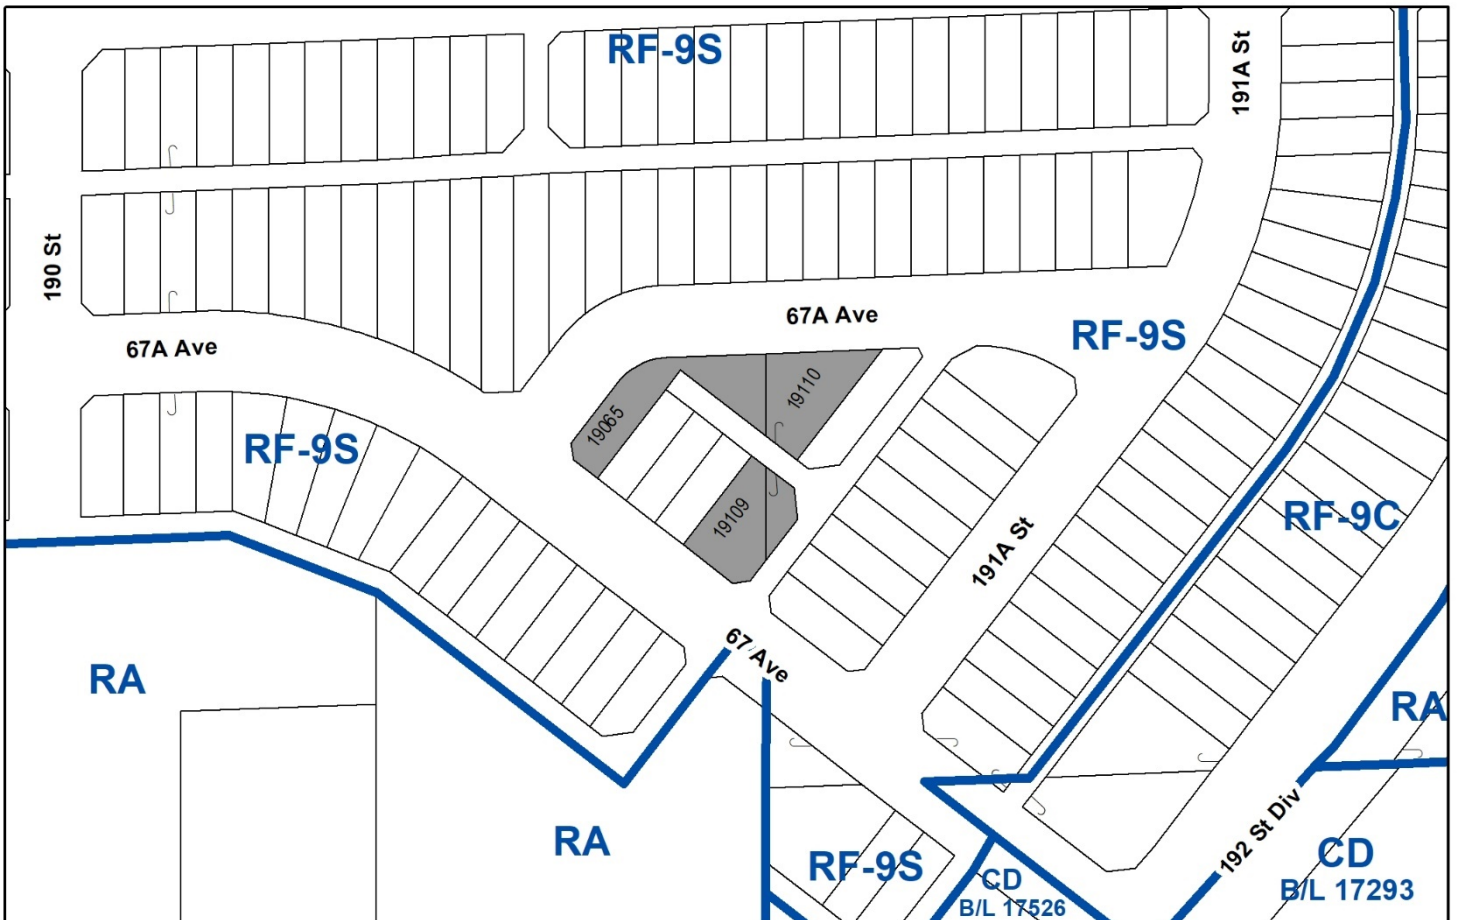 RF-9S
191A St
190 St
67A Ave
67A Ave
RF-9S
19110
19065
RF-9S
19109
RF-9C
191A St
67 Ave
RA
RA
192 St Div
RA
RF-9S
CD
B/L 17526
CD
B/L 17293